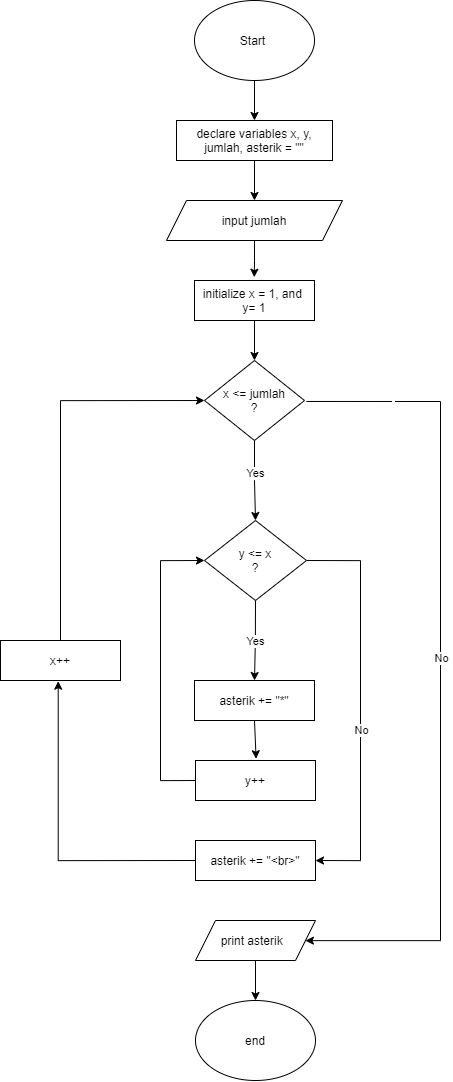 Start
declare variables x, y,
jumlah, asterik = ""
input jumlah
initialize x = 1, and
y= 1
x <= jumlah
?
Yes
y <= x
?
Yes
x++
No
asterik += "*"
No
y++
asterik += "<br>"
print asterik
end